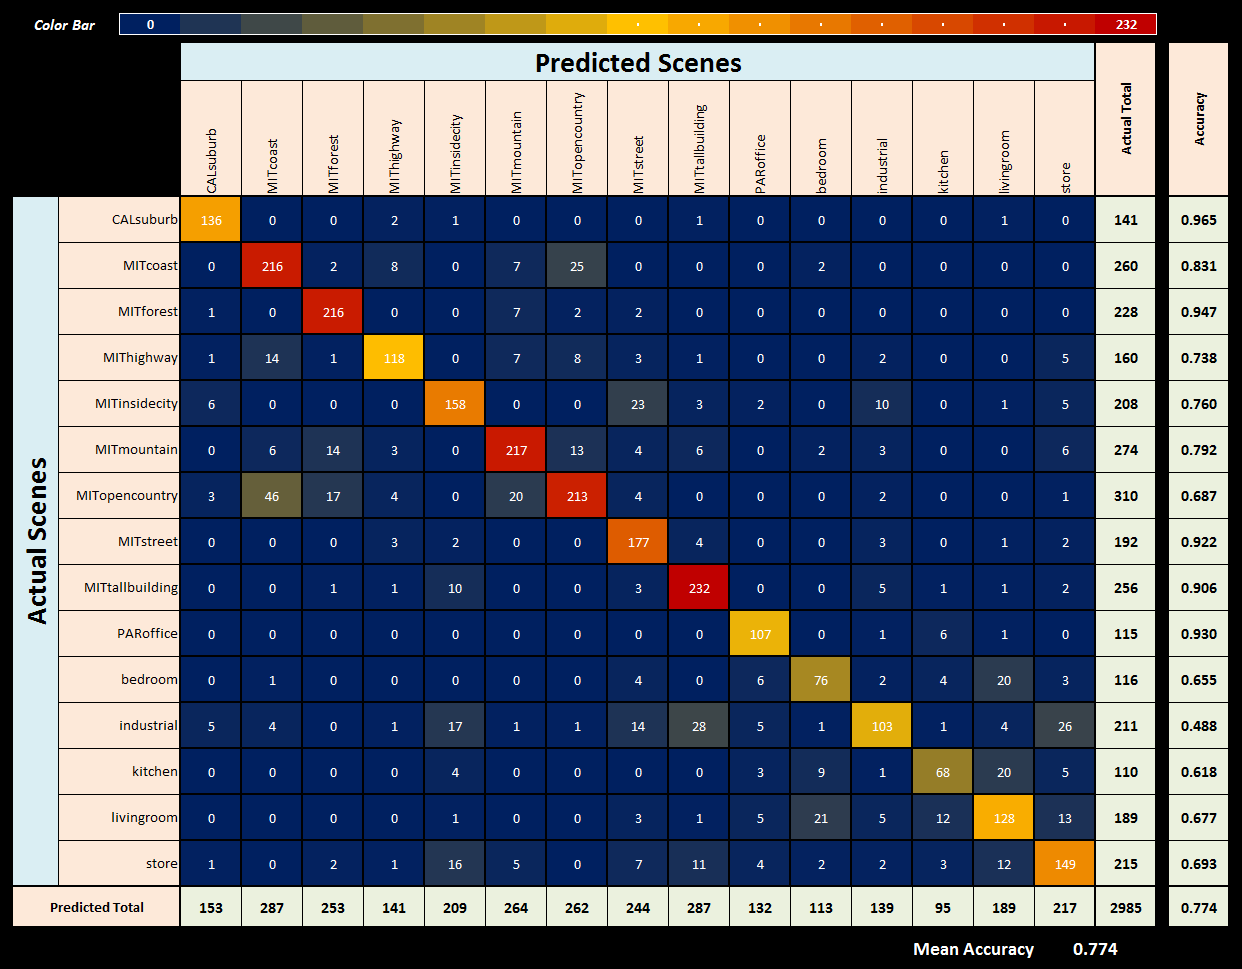 Color Bar 0 232
Predicted Scenes
CALsuburb MITcoast MITforest MIThighway MITinsidecity MITmountain MITopencountry MITstreet MITtallbuilding PARoffice bedroom industrial kitchen livingroom store Actual Total Accuracy
Actual Scenes
CALsuburb 136 0 0 2 1 0 0 0 1 0 0 0 0 1 0 141 0.965
MITcoast 0 216 2 8 0 7 25 0 0 0 2 0 0 0 0 260 0.831
MITforest 1 0 216 0 0 7 2 2 0 0 0 0 0 0 0 228 0.947
MIThighway 1 14 1 118 0 7 8 3 1 0 0 2 0 0 5 160 0.738
MITinsidecity 6 0 0 0 158 0 0 23 3 2 0 10 0 1 5 208 0.760
MITmountain 0 6 14 3 0 217 13 4 6 0 2 3 0 0 6 274 0.792
MITopencountry 3 46 17 4 0 20 213 4 0 0 0 2 0 0 1 310 0.687
MITstreet 0 0 0 3 2 0 0 177 4 0 0 3 0 1 2 192 0.922
MITtallbuilding 0 0 1 1 10 0 0 3 232 0 0 5 1 1 2 256 0.906
PARoffice 0 0 0 0 0 0 0 0 0 107 0 1 6 1 0 115 0.930
bedroom 0 1 0 0 0 0 0 4 0 6 76 2 4 20 3 116 0.655
industrial 5 4 0 1 17 1 1 14 28 5 1 103 1 4 26 211 0.488
kitchen 0 0 0 0 4 0 0 0 0 3 9 1 68 20 5 110 0.618
livingroom 0 0 0 0 1 0 0 3 1 5 21 5 12 128 13 189 0.677
store 1 0 2 1 16 5 0 7 11 4 2 2 3 12 149 215 0.693
Predicted Total 153 287 253 141 209 264 262 244 287 132 113 139 95 189 217 2985 0.774
Mean Accuracy 0.774